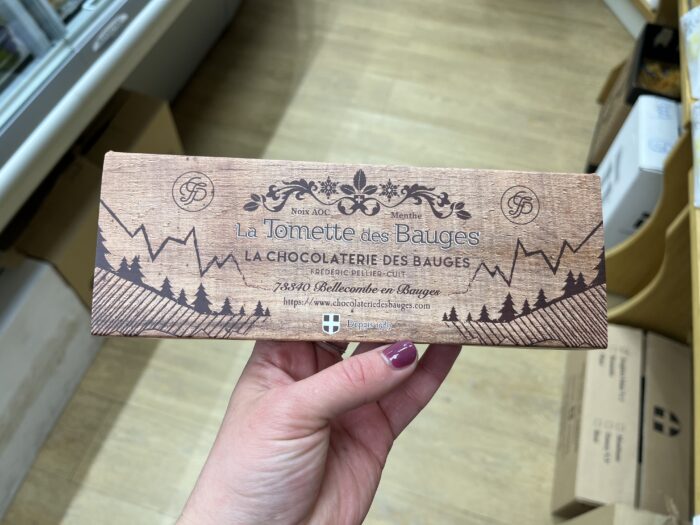 Noix AOC Menthe
La Tomette des Bauges
LA CHOCOLATERIE DES BAUGES
FRÉDÉRIC PELLIER-CUIT
73340 Bellecombe en Bauges
https://www.chocolateriedesbauges.com
Depuis